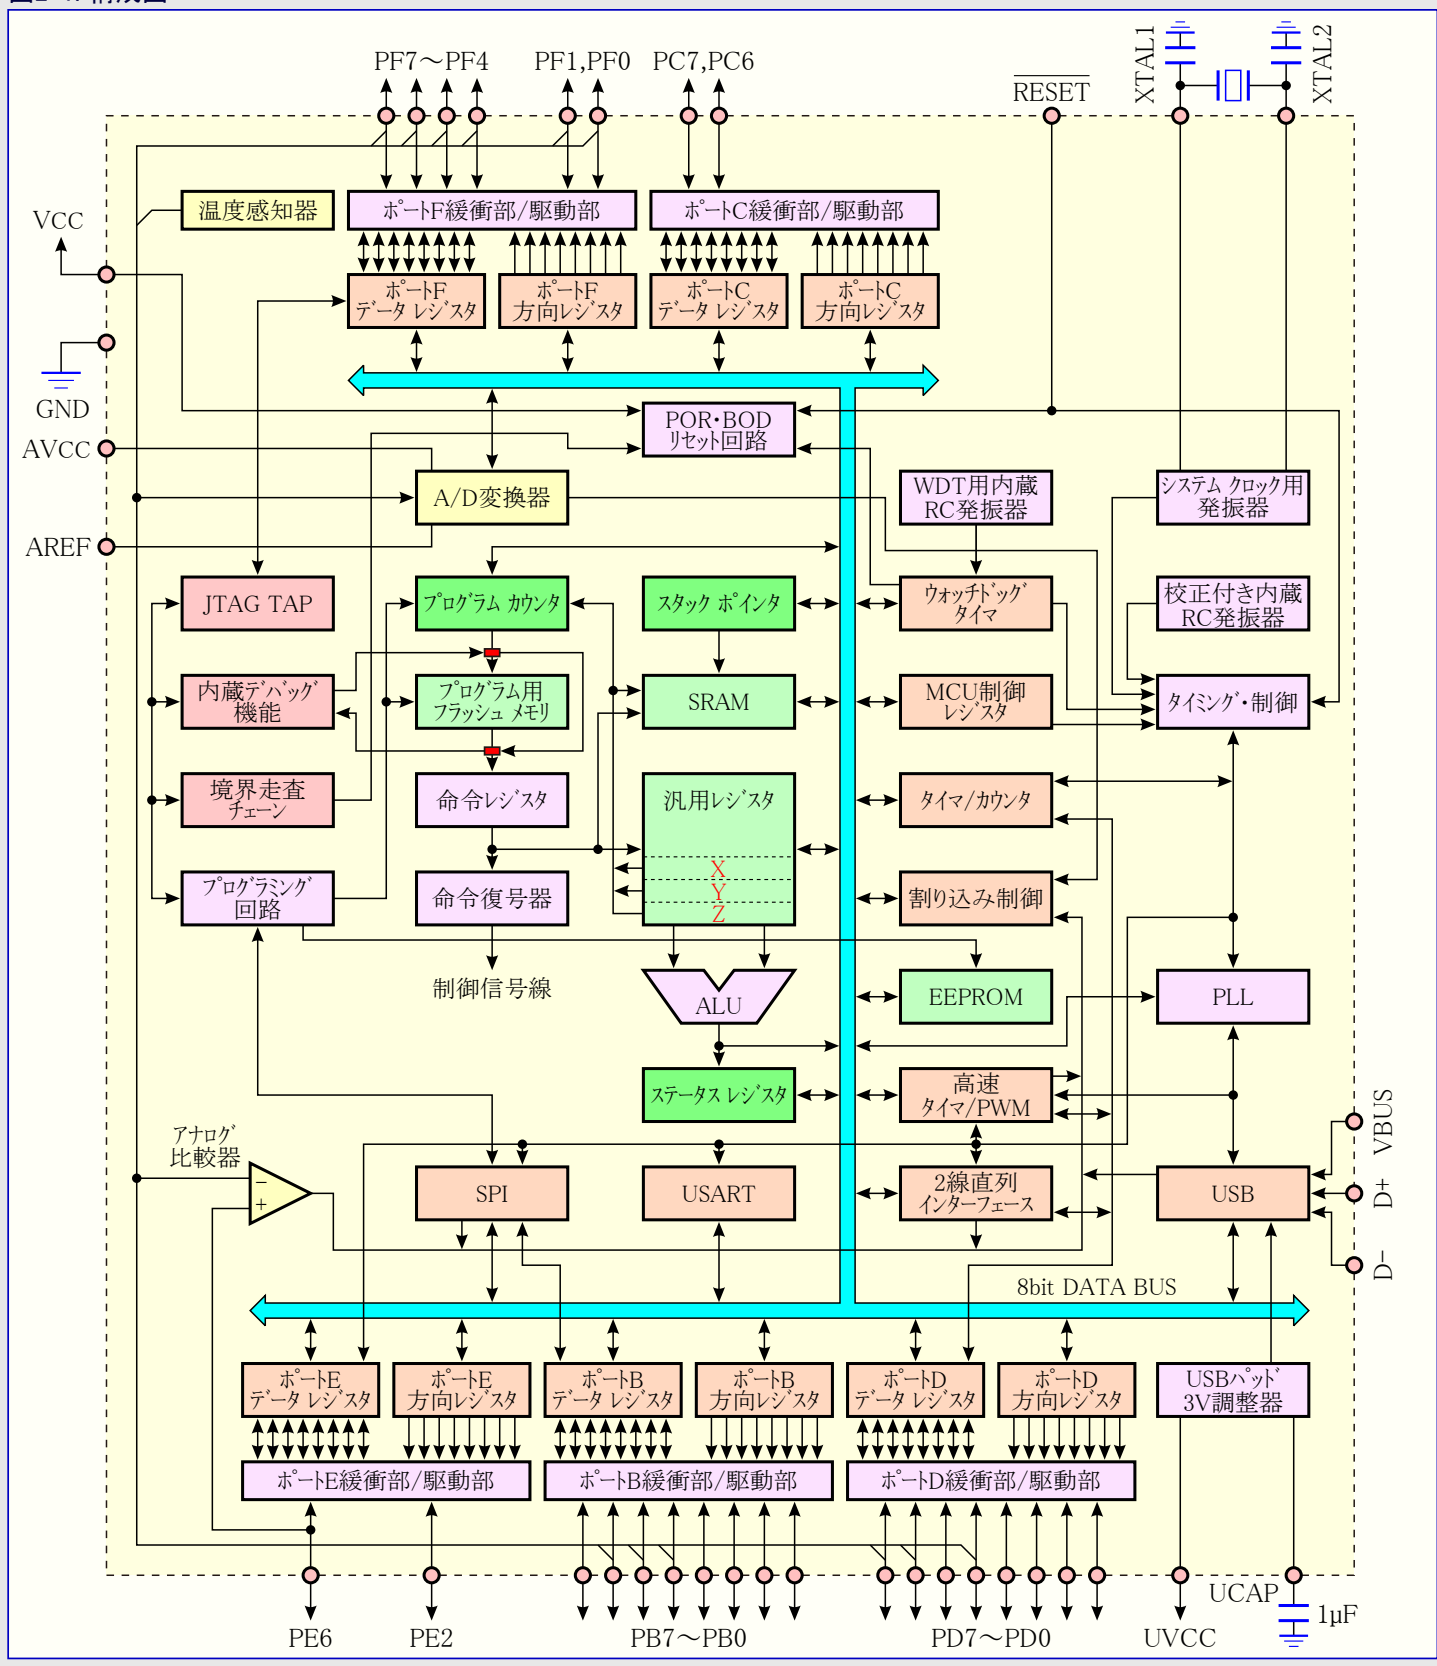 PF7～PF4
PF1,PF0
PC7,PC6
RESET
XTAL1
XTAL2
温度感知器
ポートF緩衝部/駆動部
ポートC緩衝部/駆動部
VCC
ポートF
データ レジスタ
ポートF
方向レジスタ
ポートC
データ レジスタ
ポートC
方向レジスタ
GND
POR・BOD
リセット回路
AVCC
A/D変換器
WDT用内蔵
RC発振器
システム クロック用
発振器
AREF
JTAG TAP
プログラム カウンタ
スタック ポインタ
ウォッチドッグ
タイマ
校正付き内蔵
RC発振器
内蔵デバッグ
機能
プログラム用
フラッシュ メモリ
SRAM
MCU制御
レジスタ
タイミング・制御
境界走査
チェーン
命令レジスタ
汎用レジスタ
タイマ/カウンタ
X
Y
Z
プログラミング
回路
命令復号器
割り込み制御
制御信号線
ALU
EEPROM
PLL
ステータス レジスタ
高速
タイマ/PWM
アナログ
比較器
−
+
SPI
USART
2線直列
インターフェース
USB
VBUS
D+
D−
8bit DATA BUS
ポートE
データ レジスタ
ポートE
方向レジスタ
ポートB
データ レジスタ
ポートB
方向レジスタ
ポートD
データ レジスタ
ポートD
方向レジスタ
USBパッド
3V調整器
ポートE緩衝部/駆動部
ポートB緩衝部/駆動部
ポートD緩衝部/駆動部
UCAP
1μF
PE6
PE2
PB7～PB0
PD7～PD0
UVCC